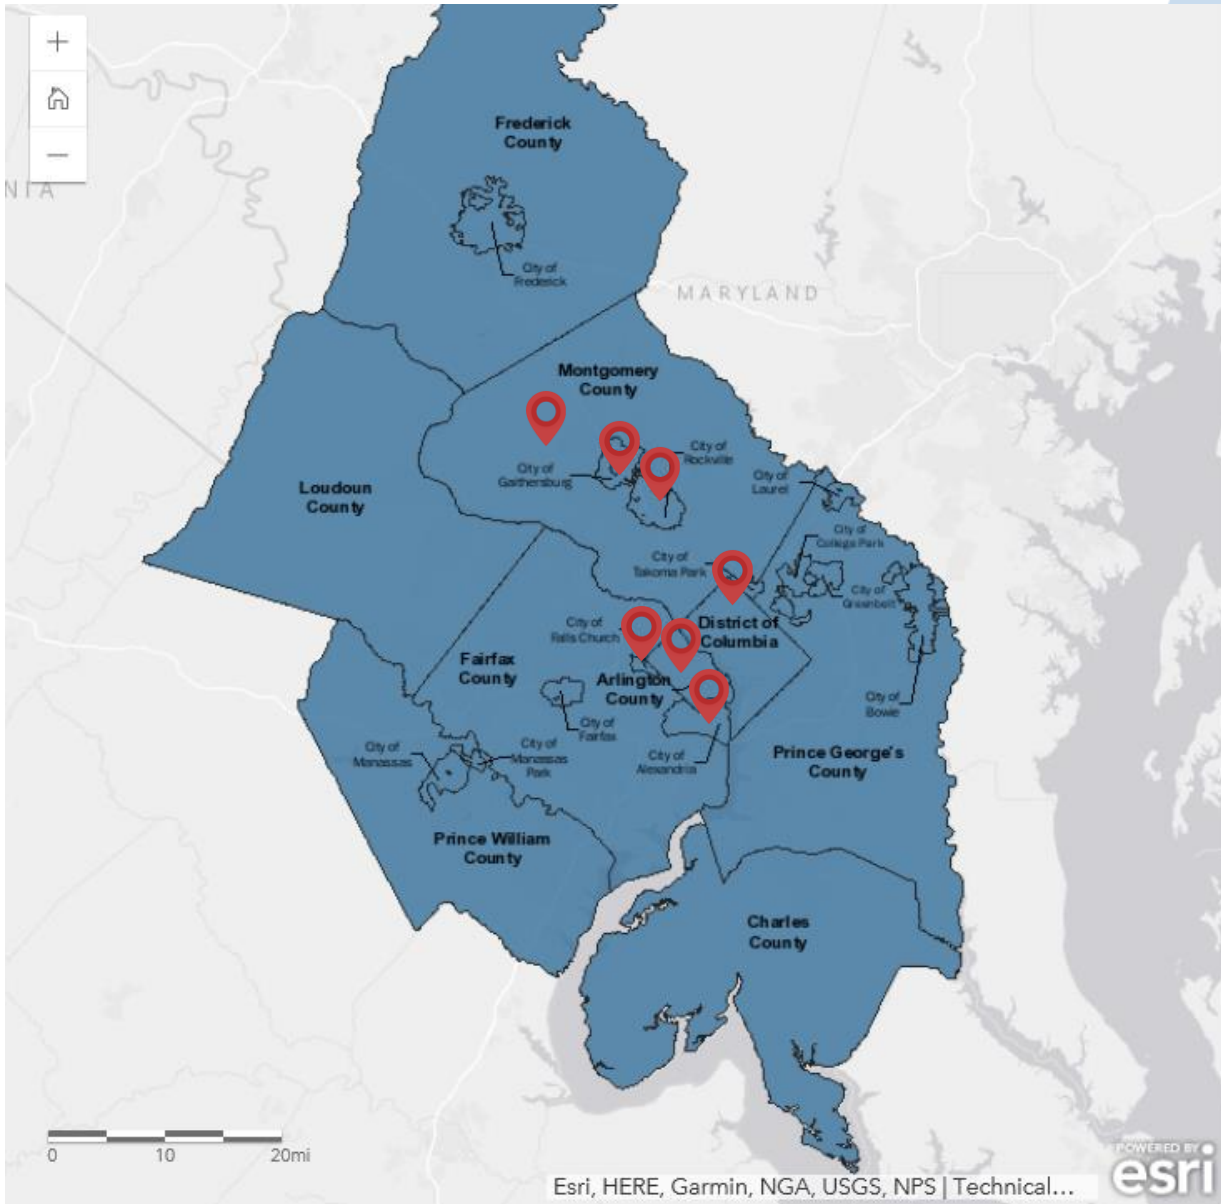 +
−
NIA
Frederick
County
City of
Frederick
MARYLAND
Montgomery
County
City of
Rockville
City of
Gaithersburg
City of
Laurel
Loudoun
County
City of
College Park
City of
Takoma Park
City of
Greenbelt
City of
Falls Church
District of
Columbia
Fairfax
County
Arlington
County
City of
Bowie
City of
Fairfax
City of
Manassas
City of
Manassas
Park
City of
Alexandria
Prince George's
County
Prince William
County
Charles
County
0 10 20mi
POWERED BY
esri
Esri, HERE, Garmin, NGA, USGS, NPS | Technical...